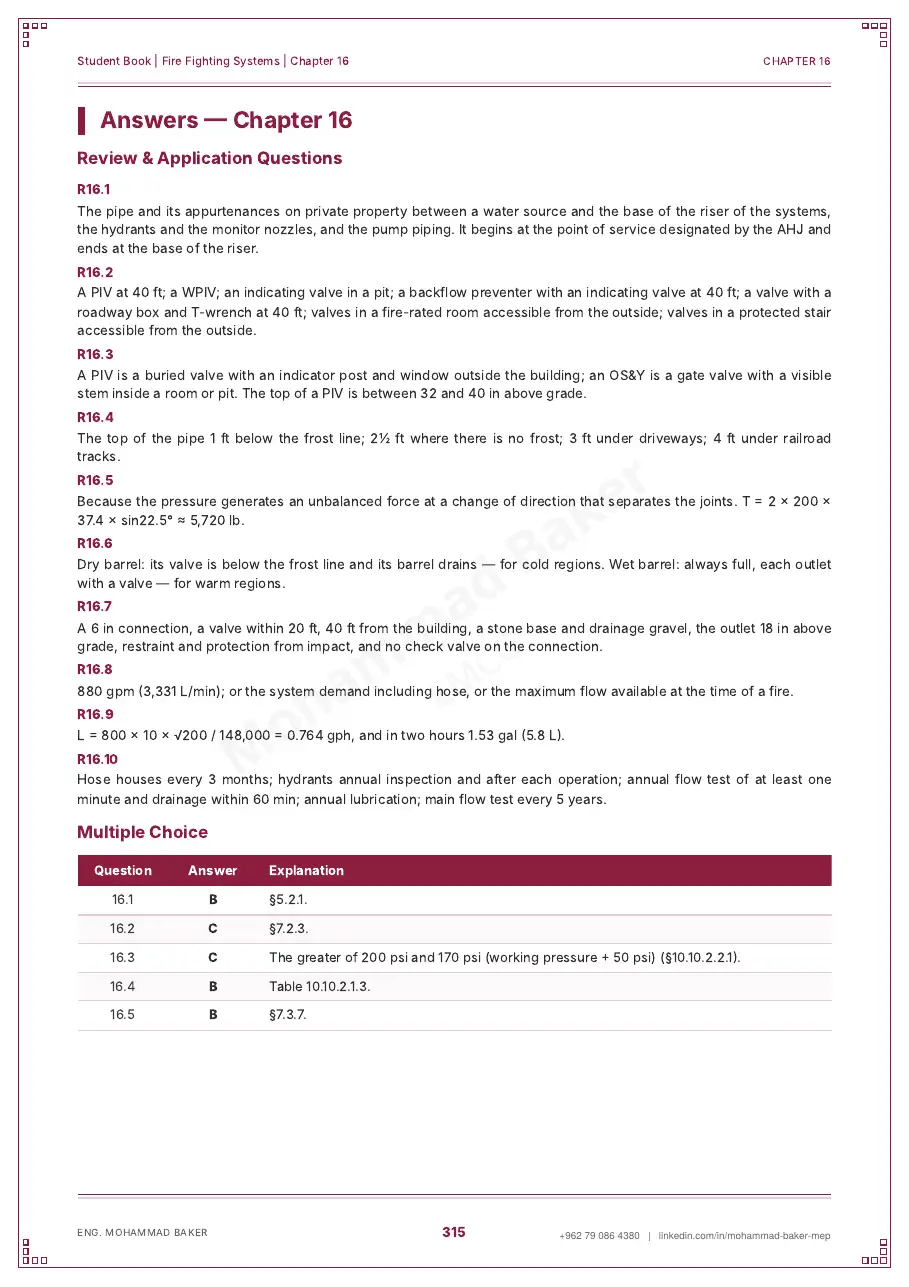 Student Book | Fire Fighting Systems | Chapter 16
CHAPTER 16
Answers — Chapter 16
Review & Application Questions
R16.1
The pipe and its appurtenances on private property between a water source and the base of the riser of the systems,
the hydrants and the monitor nozzles, and the pump piping. It begins at the point of service designated by the AHJ and
ends at the base of the riser.
R16.2
A PIV at 40 ft; a WPIV; an indicating valve in a pit; a backflow preventer with an indicating valve at 40 ft; a valve with a
roadway box and T-wrench at 40 ft; valves in a fire-rated room accessible from the outside; valves in a protected stair
accessible from the outside.
R16.3
A PIV is a buried valve with an indicator post and window outside the building; an OS&Y is a gate valve with a visible
stem inside a room or pit. The top of a PIV is between 32 and 40 in above grade.
R16.4
The top of the pipe 1 ft below the frost line; 2½ ft where there is no frost; 3 ft under driveways; 4 ft under railroad
tracks.
R16.5
Because the pressure generates an unbalanced force at a change of direction that separates the joints. T = 2 × 200 ×
37.4 × sin22.5° ≈ 5,720 lb.
R16.6
Dry barrel: its valve is below the frost line and its barrel drains — for cold regions. Wet barrel: always full, each outlet
with a valve — for warm regions.
R16.7
A 6 in connection, a valve within 20 ft, 40 ft from the building, a stone base and drainage gravel, the outlet 18 in above
grade, restraint and protection from impact, and no check valve on the connection.
R16.8
880 gpm (3,331 L/min); or the system demand including hose, or the maximum flow available at the time of a fire.
R16.9
L = 800 × 10 × √200 / 148,000 = 0.764 gph, and in two hours 1.53 gal (5.8 L).
R16.10
Hose houses every 3 months; hydrants annual inspection and after each operation; annual flow test of at least one
minute and drainage within 60 min; annual lubrication; main flow test every 5 years.
Multiple Choice
Question Answer Explanation
16.1 B §5.2.1.
16.2 C §7.2.3.
16.3 C The greater of 200 psi and 170 psi (working pressure + 50 psi) (§10.10.2.2.1).
16.4 B Table 10.10.2.1.3.
16.5 B §7.3.7.
Mohammad Baker
ENG. MOHAMMAD BAKER
315
+962 79 086 4380 | linkedin.com/in/mohammad-baker-mep